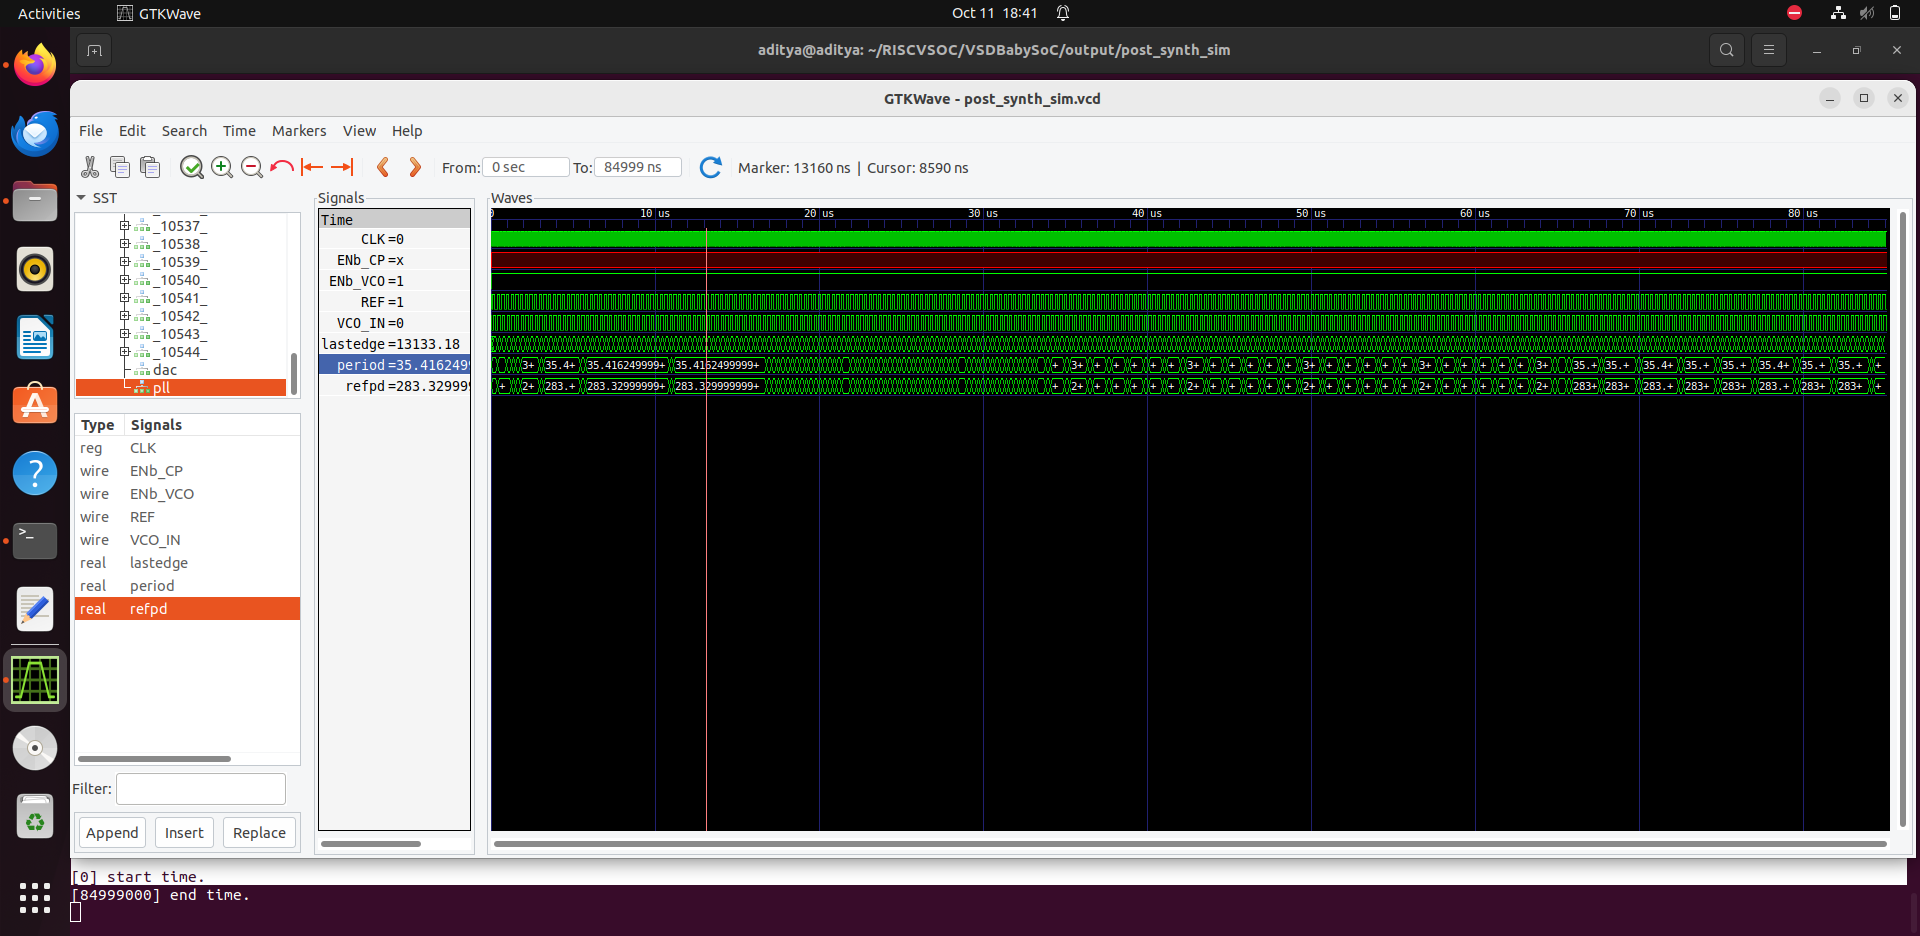 Activities GTKWave Oct 11 18:41
aditya@aditya: ~/RISCVSOC/VSDBabySoC/output/post_synth_sim
GTKWave - post_synth_sim.vcd
File Edit Search Time Markers View Help
From: 0 sec To: 84999 ns Marker: 13160 ns | Cursor: 8590 ns
SST
_10537_
_10538_
_10539_
_10540_
_10541_
_10542_
_10543_
_10544_
dac
pll
Type Signals
reg CLK
wire ENb_CP
wire ENb_VCO
wire REF
wire VCO_IN
real lastedge
real period
real refpd
Filter:
Append Insert Replace
Signals
Time
CLK=0
ENb_CP=x
ENb_VCO=1
REF=1
VCO_IN=0
lastedge=13133.18
period=35.4162499
refpd=283.329999
Waves
0 10 us 20 us 30 us 40 us 50 us 60 us 70 us 80 us
3+ 35.4+ 35.416249999+ 35.4162499999+ + 3+ + + + + + 3+ + + + + + 3+ + + + + + 3+ + + + + + 3+ + 35.+ 35.+ 35.4+ 35.+ 35.+ 35.4+ 35.+ 35.+ +
+ 2+ 283.+ 283.32999999+ 283.329999999+ + 2+ + + + + + 2+ + + + + + 2+ + + + + + 2+ + + + + + 2+ + 283+ 283+ 283.+ 283+ 283+ 283.+ 283+ 283+ +
[0] start time.
[84999000] end time.